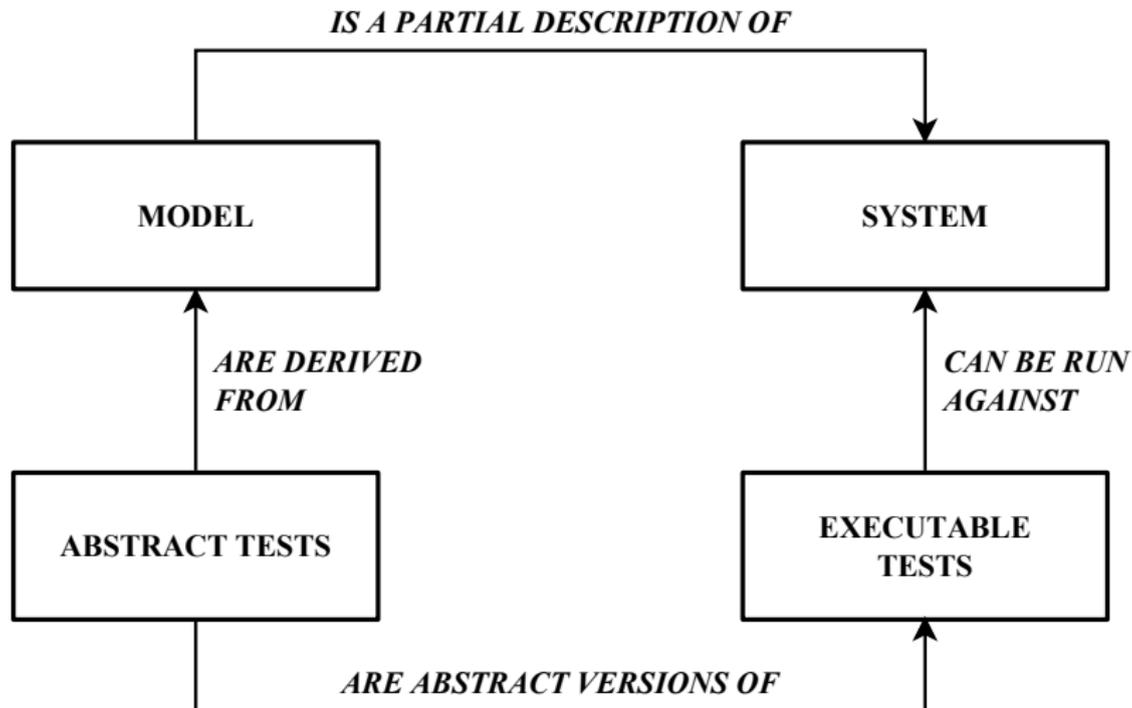 IS A PARTIAL DESCRIPTION OF
MODEL
SYSTEM
ARE DERIVED
FROM
CAN BE RUN
AGAINST
ABSTRACT TESTS
EXECUTABLE
TESTS
ARE ABSTRACT VERSIONS OF